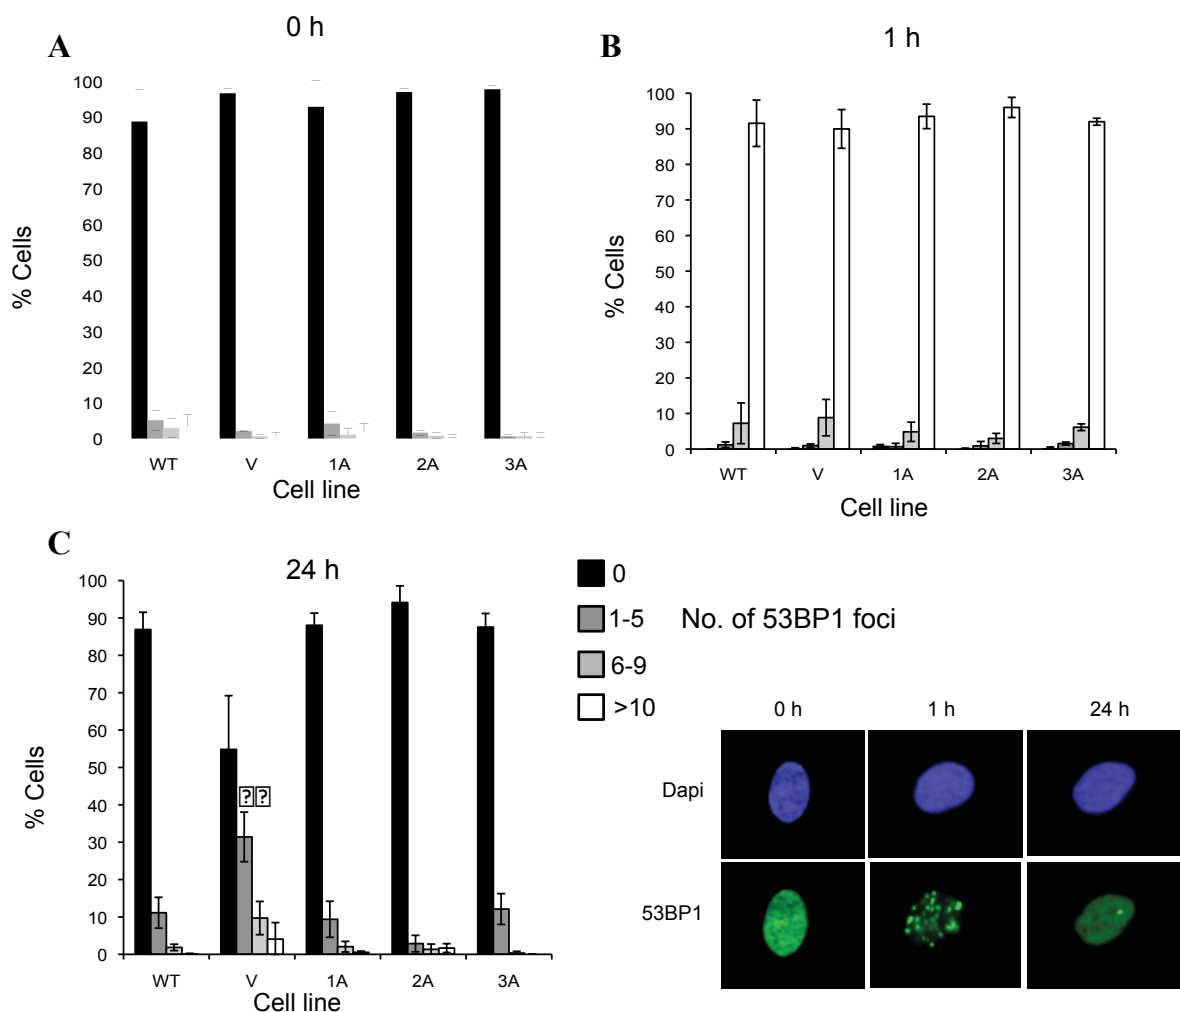 A
0 h
100
90
80
70
60
50
40
30
20
10
0
% Cells
WT V 1A 2A 3A
Cell line
B
1 h
100
90
80
70
60
50
40
30
20
10
0
% Cells
WT V 1A 2A 3A
Cell line
C
24 h
100
90
80
70
60
50
40
30
20
10
0
% Cells
??
WT V 1A 2A 3A
Cell line
0
1-5
6-9
>10
No. of 53BP1 foci
0 h 1 h 24 h
Dapi
53BP1